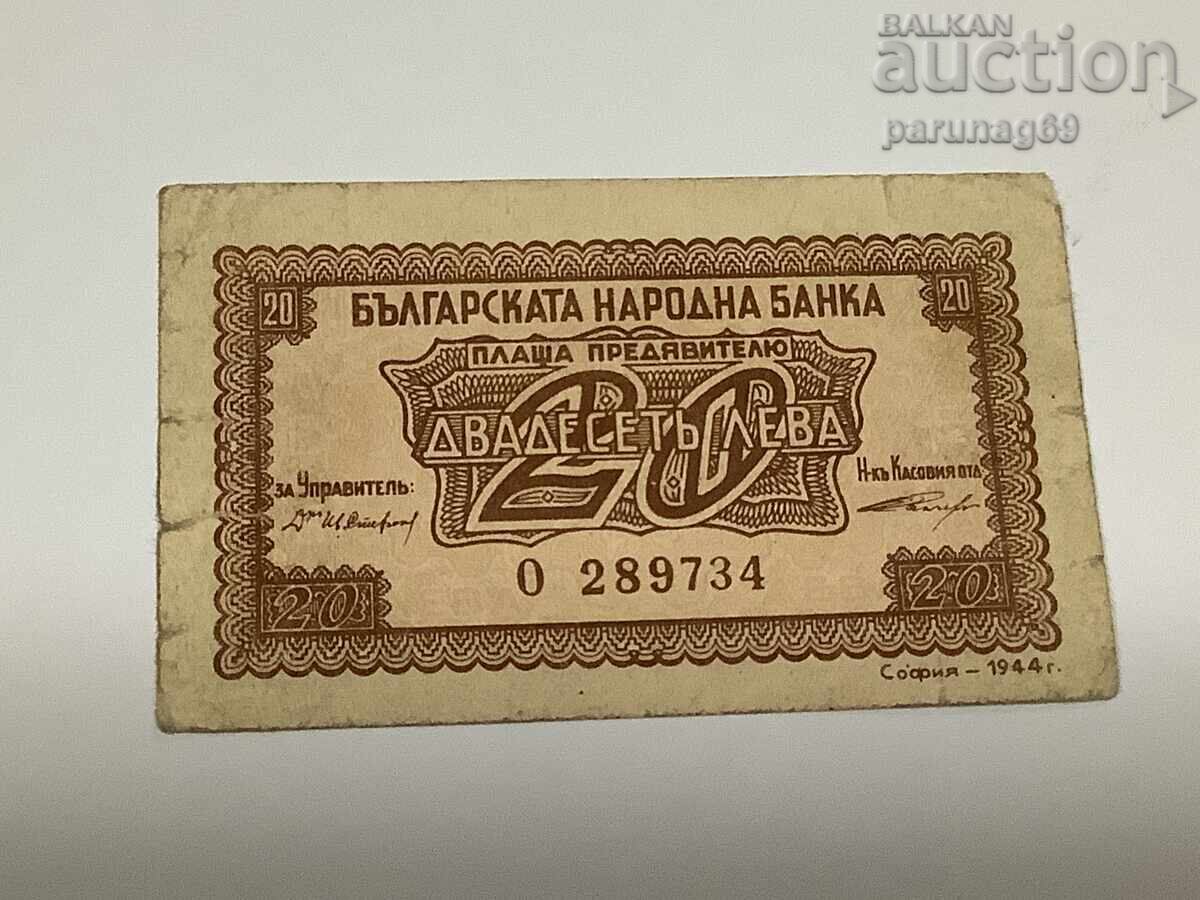 BALKAN
auction
parunag69
20 20
БЪЛГАРСКАТА НАРОДНА БАНКА
ПЛАЩА ПРЕДЯВИТЕЛЮ
20
ДВАДЕСЕТЬ ЛЕВА
ЗА УПРАВИТЕЛЬ: Н-КЪ КАСОВИЯ ОТД.
О 289734
20 20
София - 1944 г.